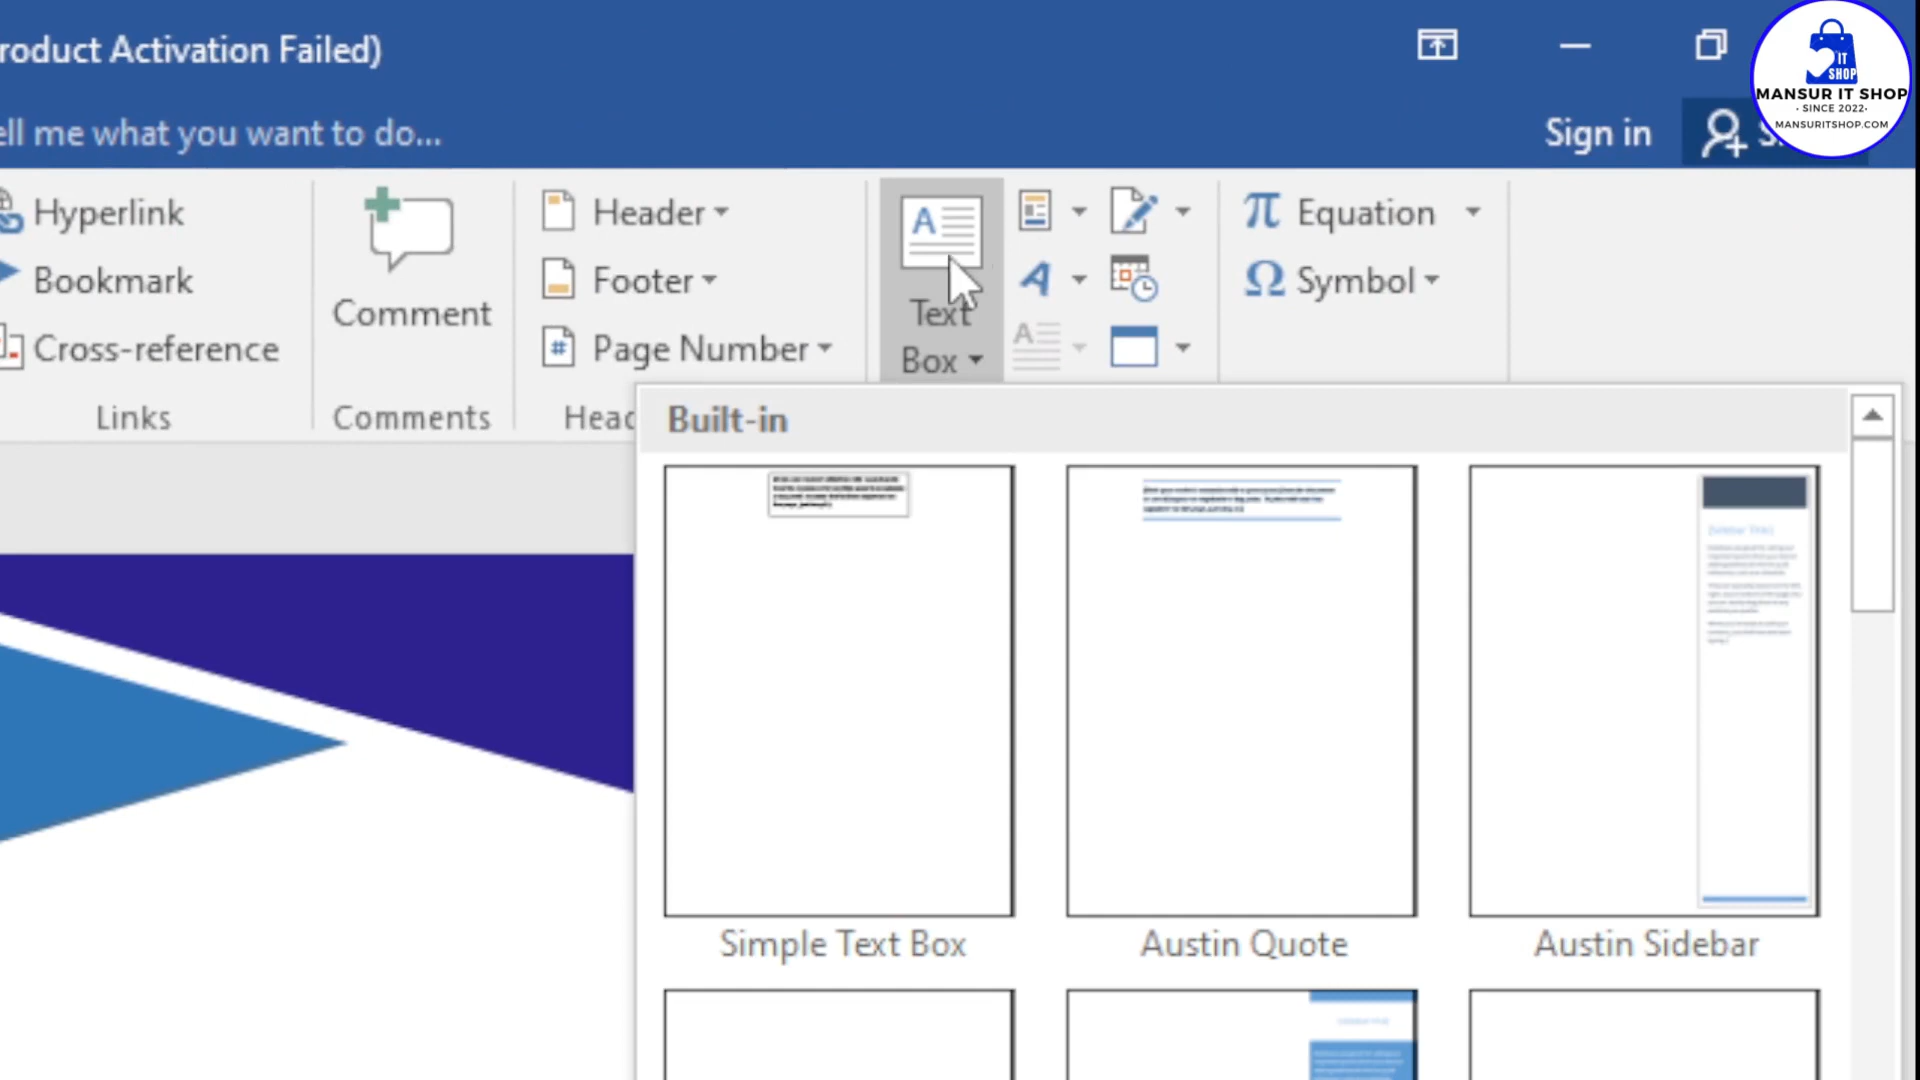 roduct Activation Failed)
ell me what you want to do...
Sign in
IT
SHOP
MANSUR IT SHOP
· SINCE 2022·
MANSURITSHOP.COM
Hyperlink
Bookmark
Cross-reference
Links
Comment
Comments
Header
Footer
# Page Number
Head
A
Text
Box
A
A
π Equation
Ω Symbol
Built-in
Simple Text Box
Austin Quote
Austin Sidebar